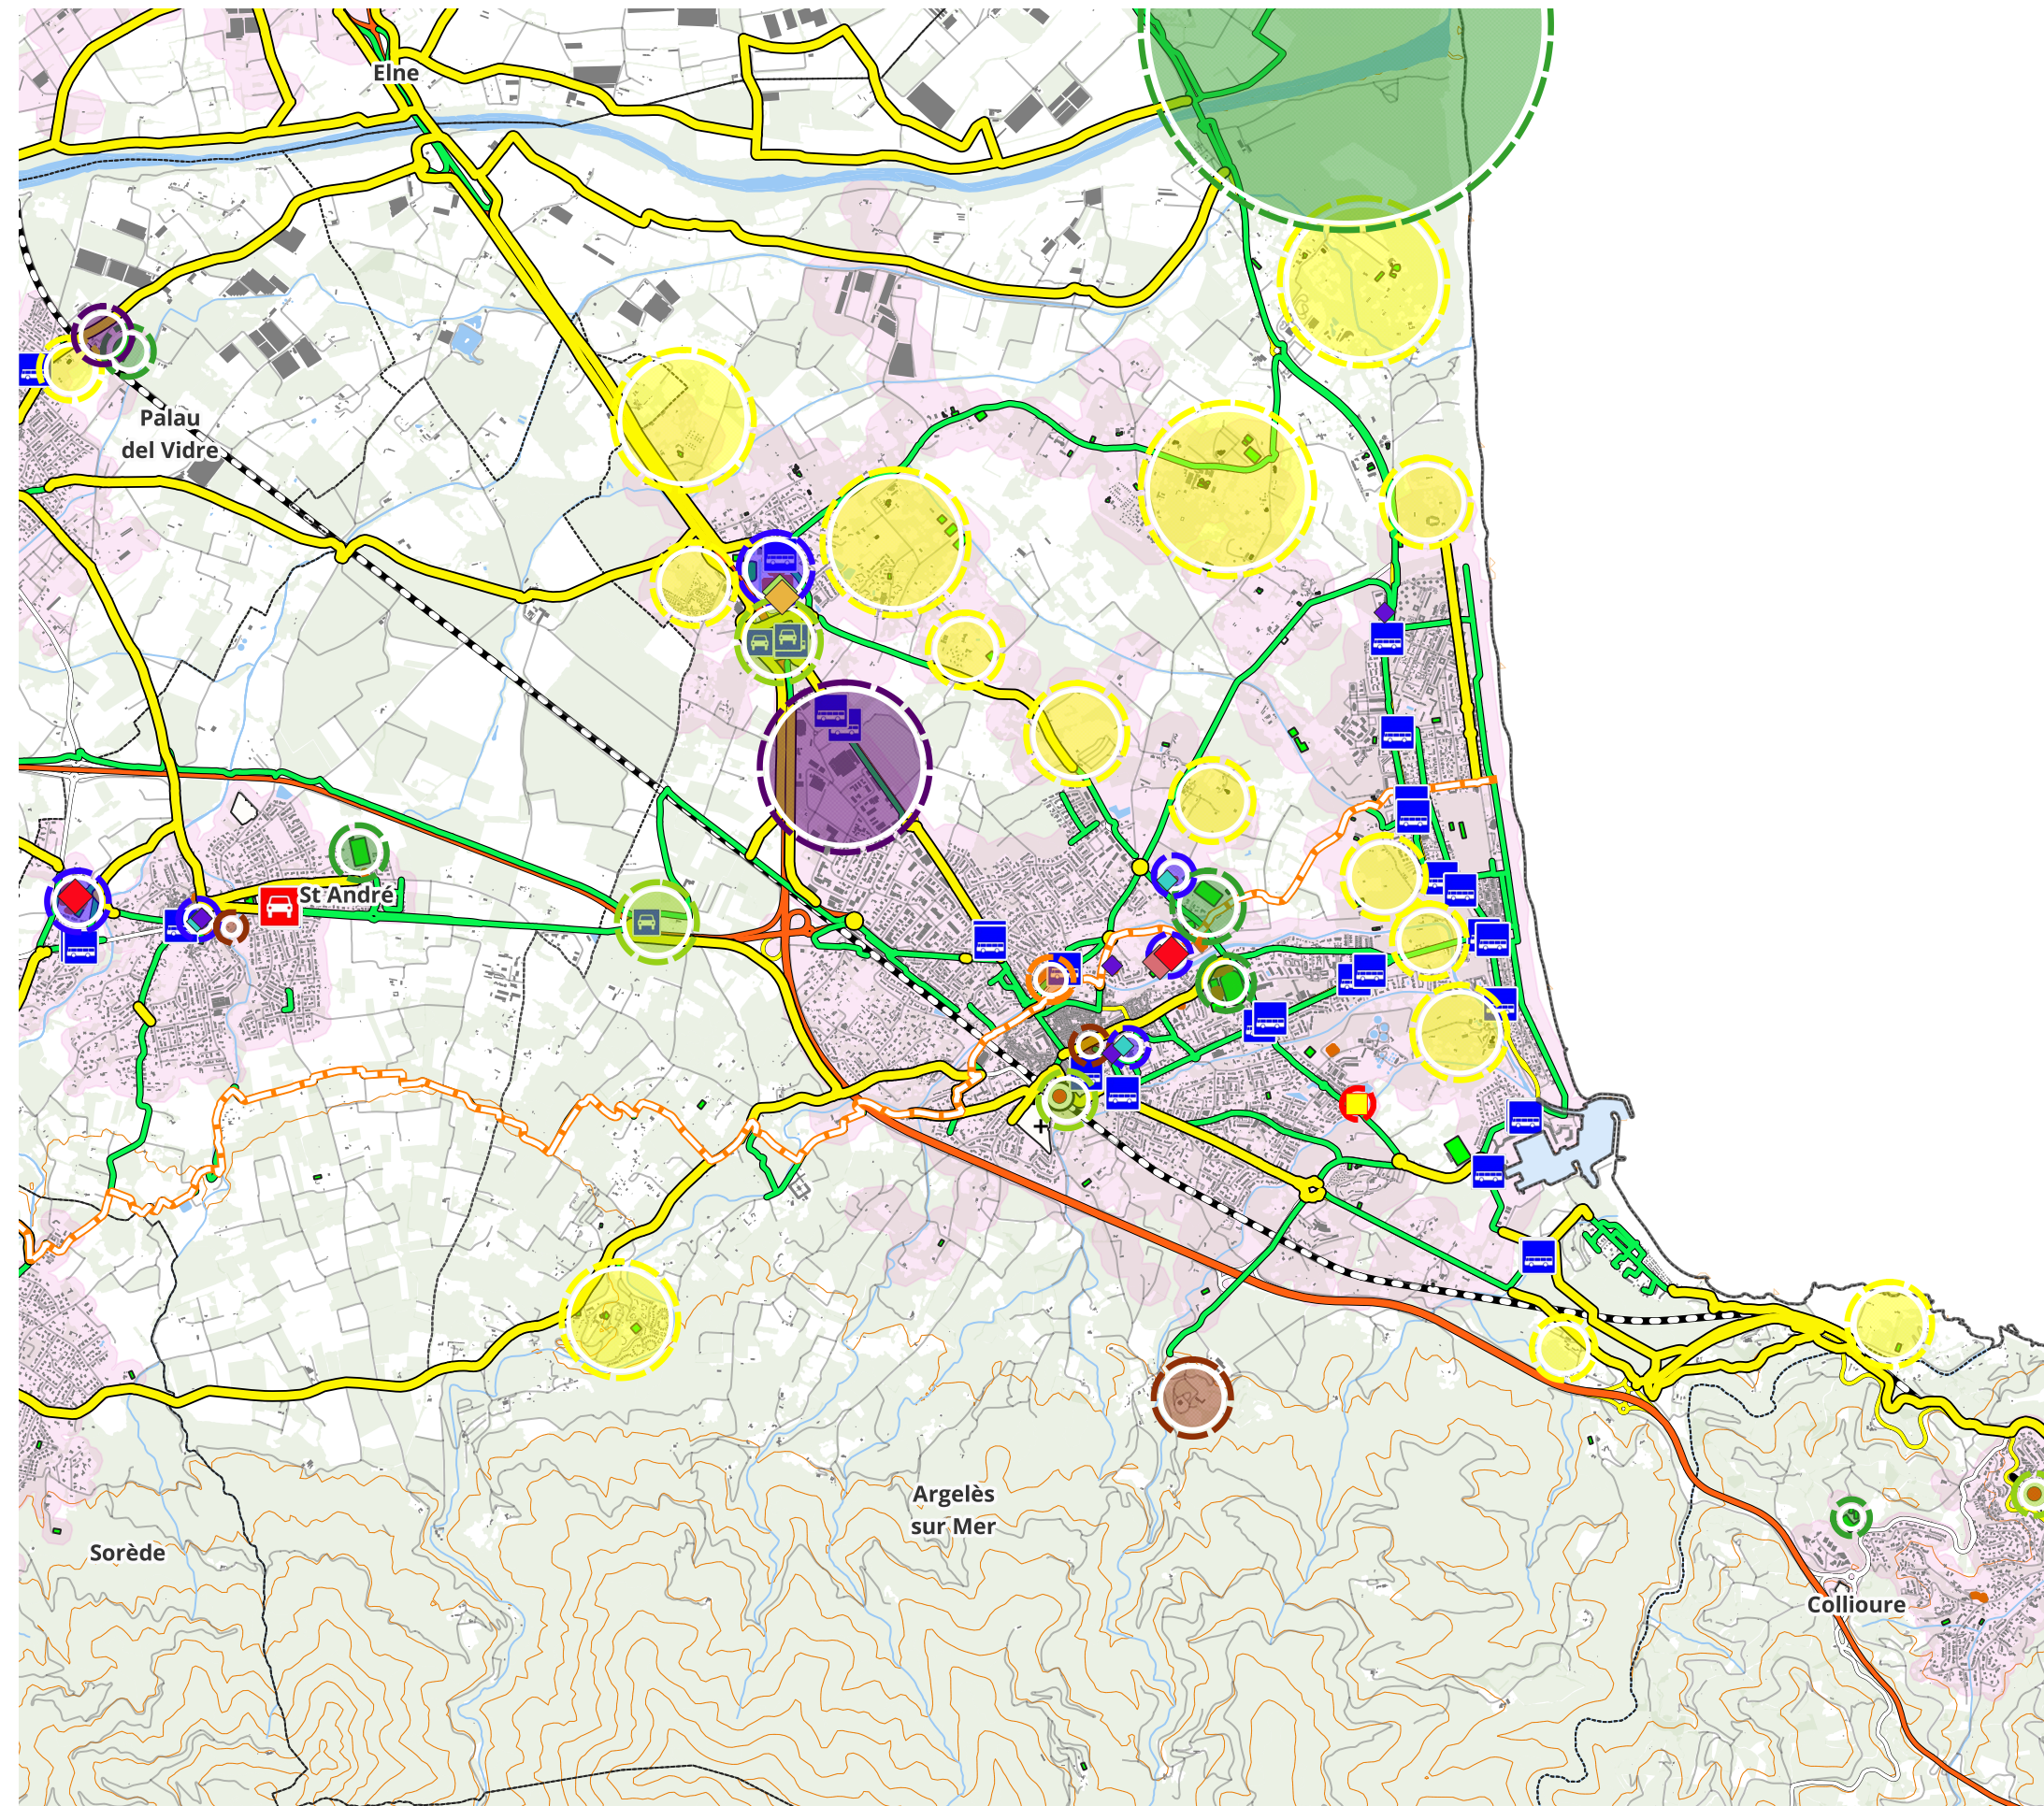 Elne
Palau
del Vidre
St André
Argelès
sur Mer
Sorède
Collioure